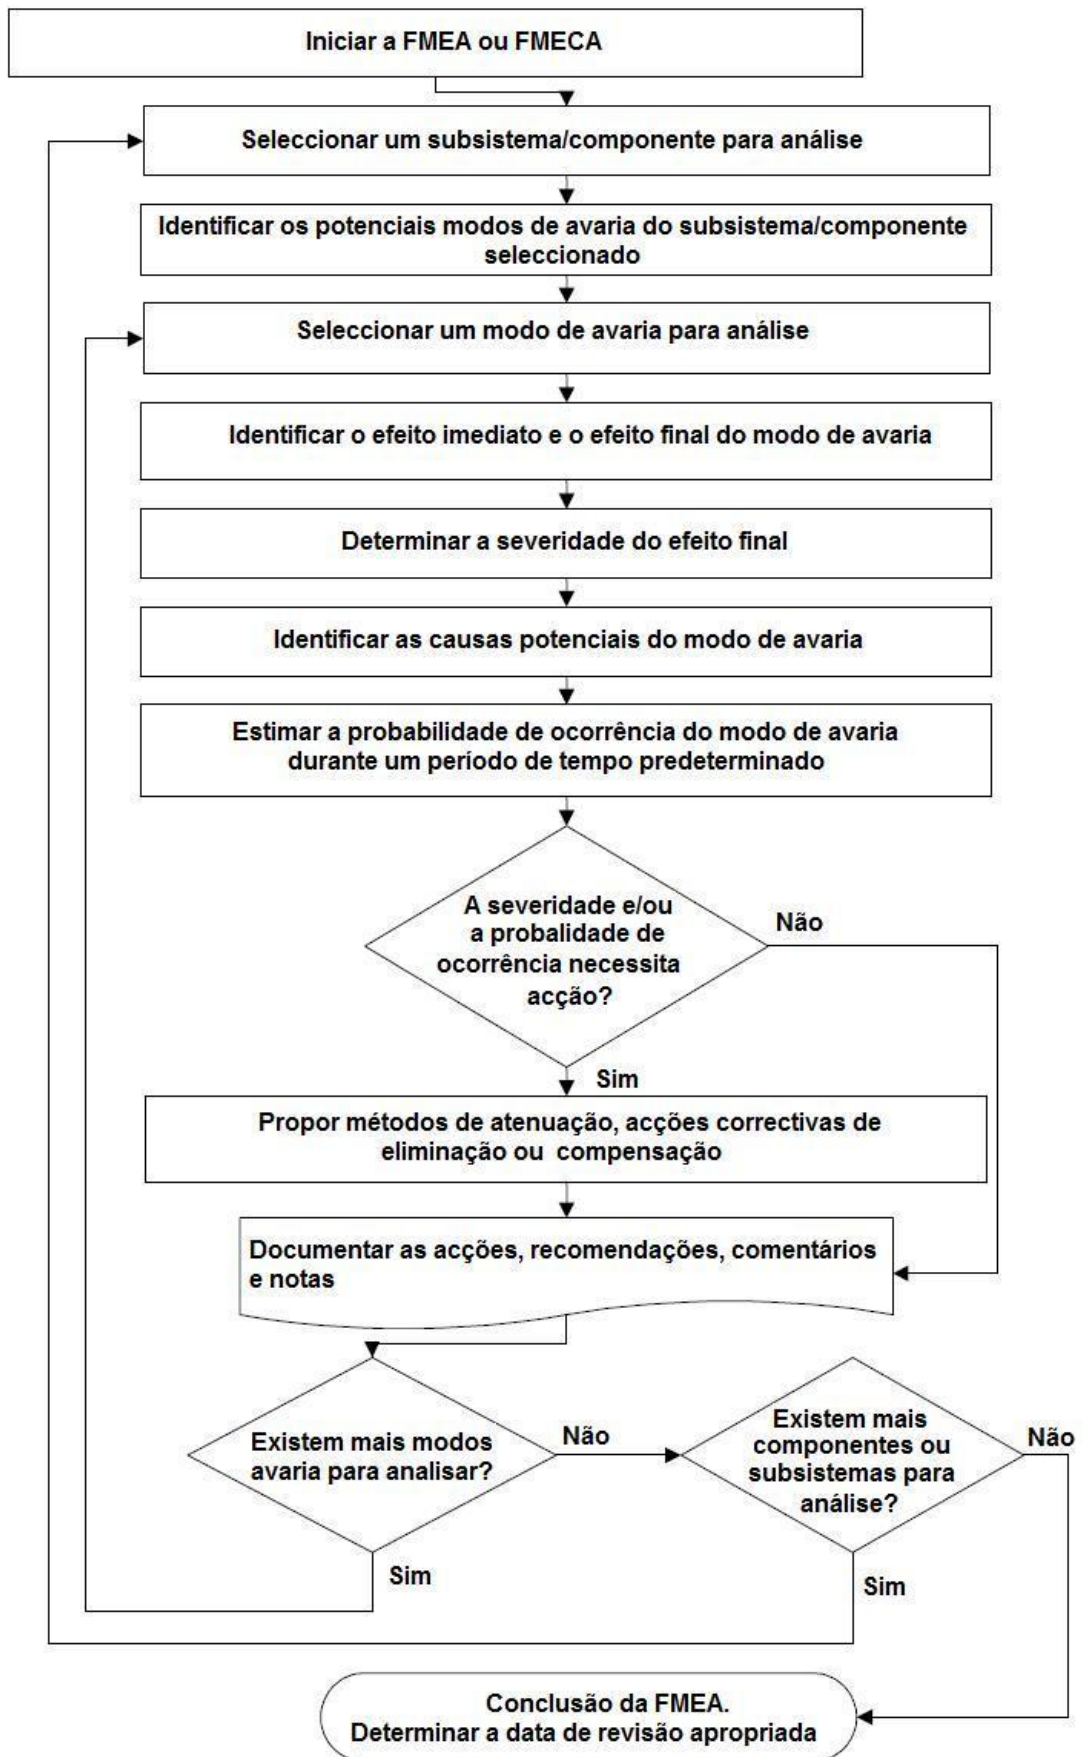 Iniciar a FMEA ou FMECA
Seleccionar um subsistema/componente para análise
Identificar os potenciais modos de avaria do subsistema/componente
seleccionado
Seleccionar um modo de avaria para análise
Identificar o efeito imediato e o efeito final do modo de avaria
Determinar a severidade do efeito final
Identificar as causas potenciais do modo de avaria
Estimar a probabilidade de ocorrência do modo de avaria
durante um período de tempo predeterminado
A severidade e/ou
a probalidade de
ocorrência necessita
acção?
Não
Sim
Propor métodos de atenuação, acções correctivas de
eliminação ou compensação
Documentar as acções, recomendações, comentários
e notas
Existem mais modos
avaria para analisar?
Não
Sim
Existem mais
componentes ou
subsistemas para
análise?
Não
Sim
Conclusão da FMEA.
Determinar a data de revisão apropriada